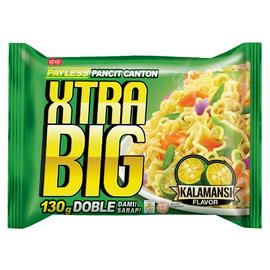 PAYLESS PANCIT CANTON
XTRA
BIG
130g DOBLE DAMI! SARAP!
KALAMANSI
FLAVOR